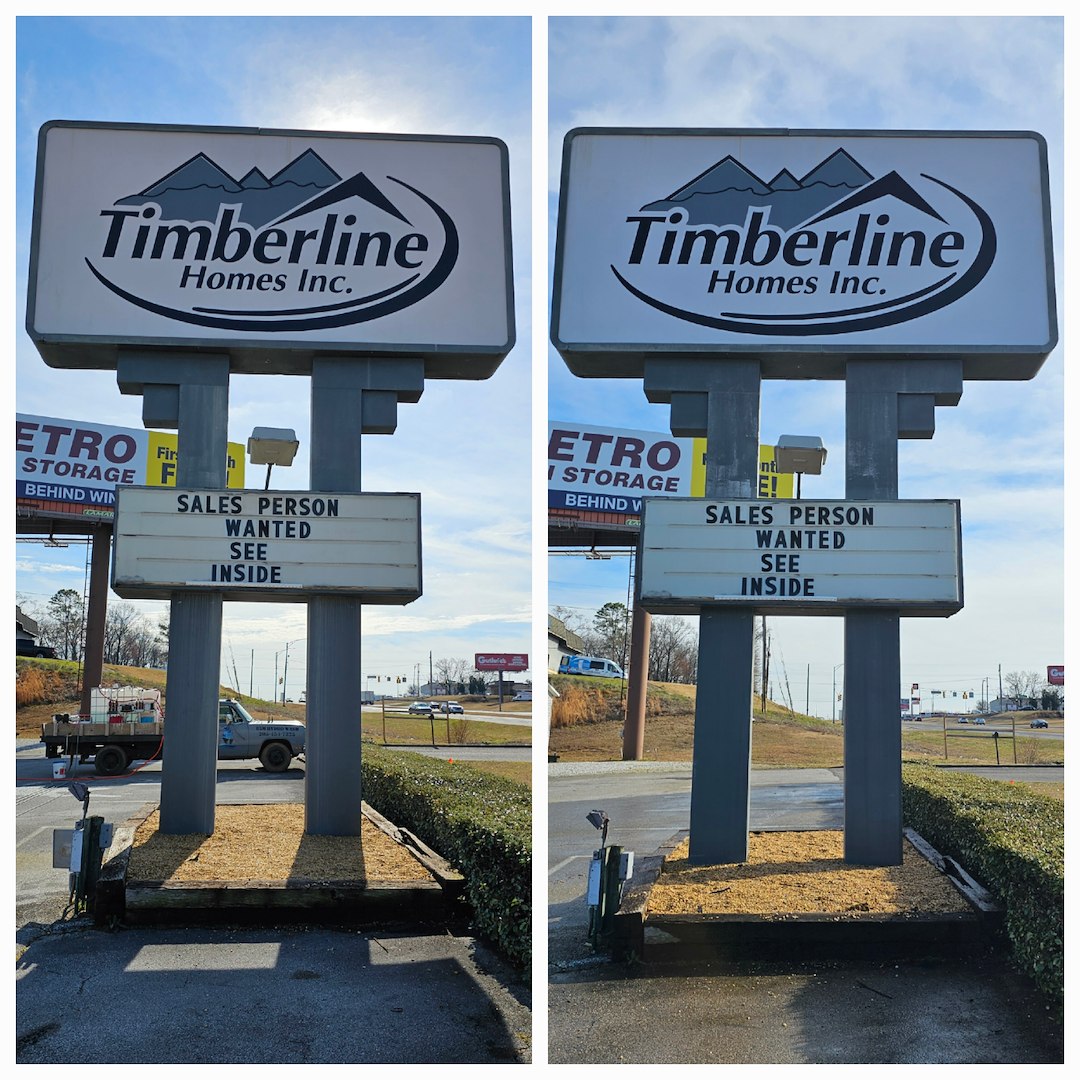 Timberline
Homes Inc.
ETRO
STORAGE
BEHIND WIN
SALES PERSON
WANTED
SEE
INSIDE
Timberline
Homes Inc.
ETRO
STORAGE
BEHIND W
E!
SALES PERSON
WANTED
SEE
INSIDE